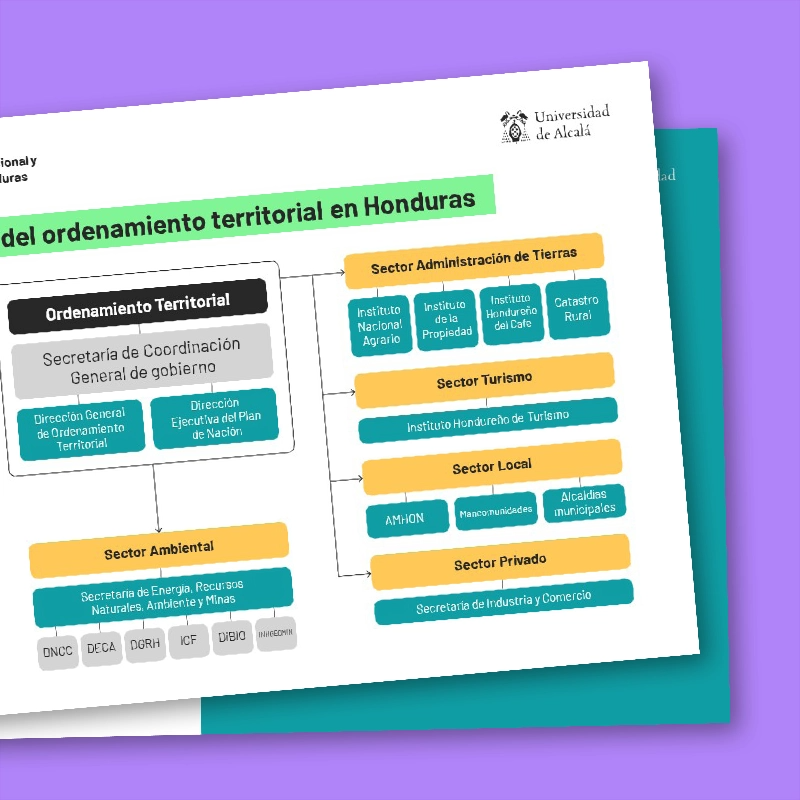 ional y
duras
Universidad
de Alcalá
del ordenamiento territorial en Honduras
Ordenamiento Territorial
Secretaría de Coordinación
General de gobierno
Dirección General
de Ordenamiento
Territorial
Dirección
Ejecutiva del Plan
de Nación
Sector Ambiental
Secretaría de Energía, Recursos
Naturales, Ambiente y Minas
DNCC
DECA
DGRH
ICF
DiBIO
INHGEOMIN
Sector Administración de Tierras
Instituto
Nacional
Agrario
Instituto
de la
Propiedad
Instituto
Hondureño
del Cafe
Catastro
Rural
Sector Turismo
Instituto Hondureño de Turismo
Sector Local
AMHON
Mancomunidades
Alcaldías
municipales
Sector Privado
Secretaría de Industria y Comercio
dad